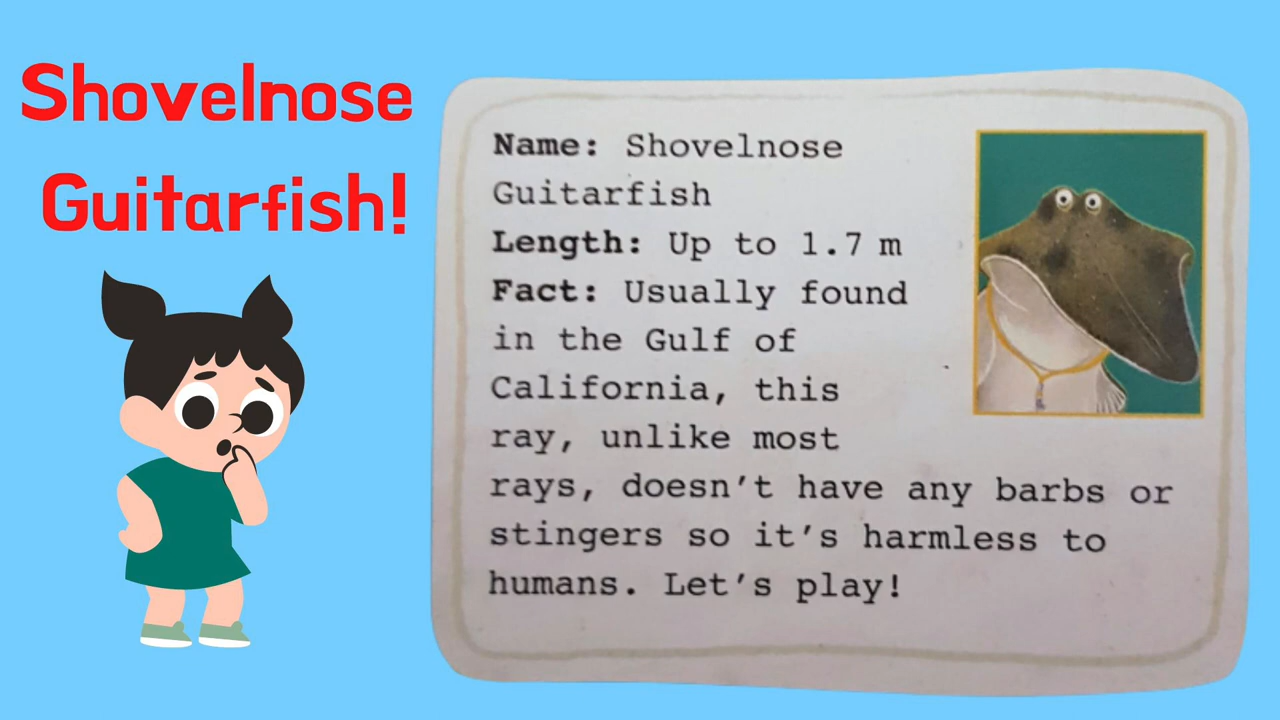 Shovelnose
Guitarfish!
Name: Shovelnose
Guitarfish
Length: Up to 1.7 m
Fact: Usually found
in the Gulf of
California, this
ray, unlike most
rays, doesn't have any barbs or
stingers so it's harmless to
humans. Let's play!